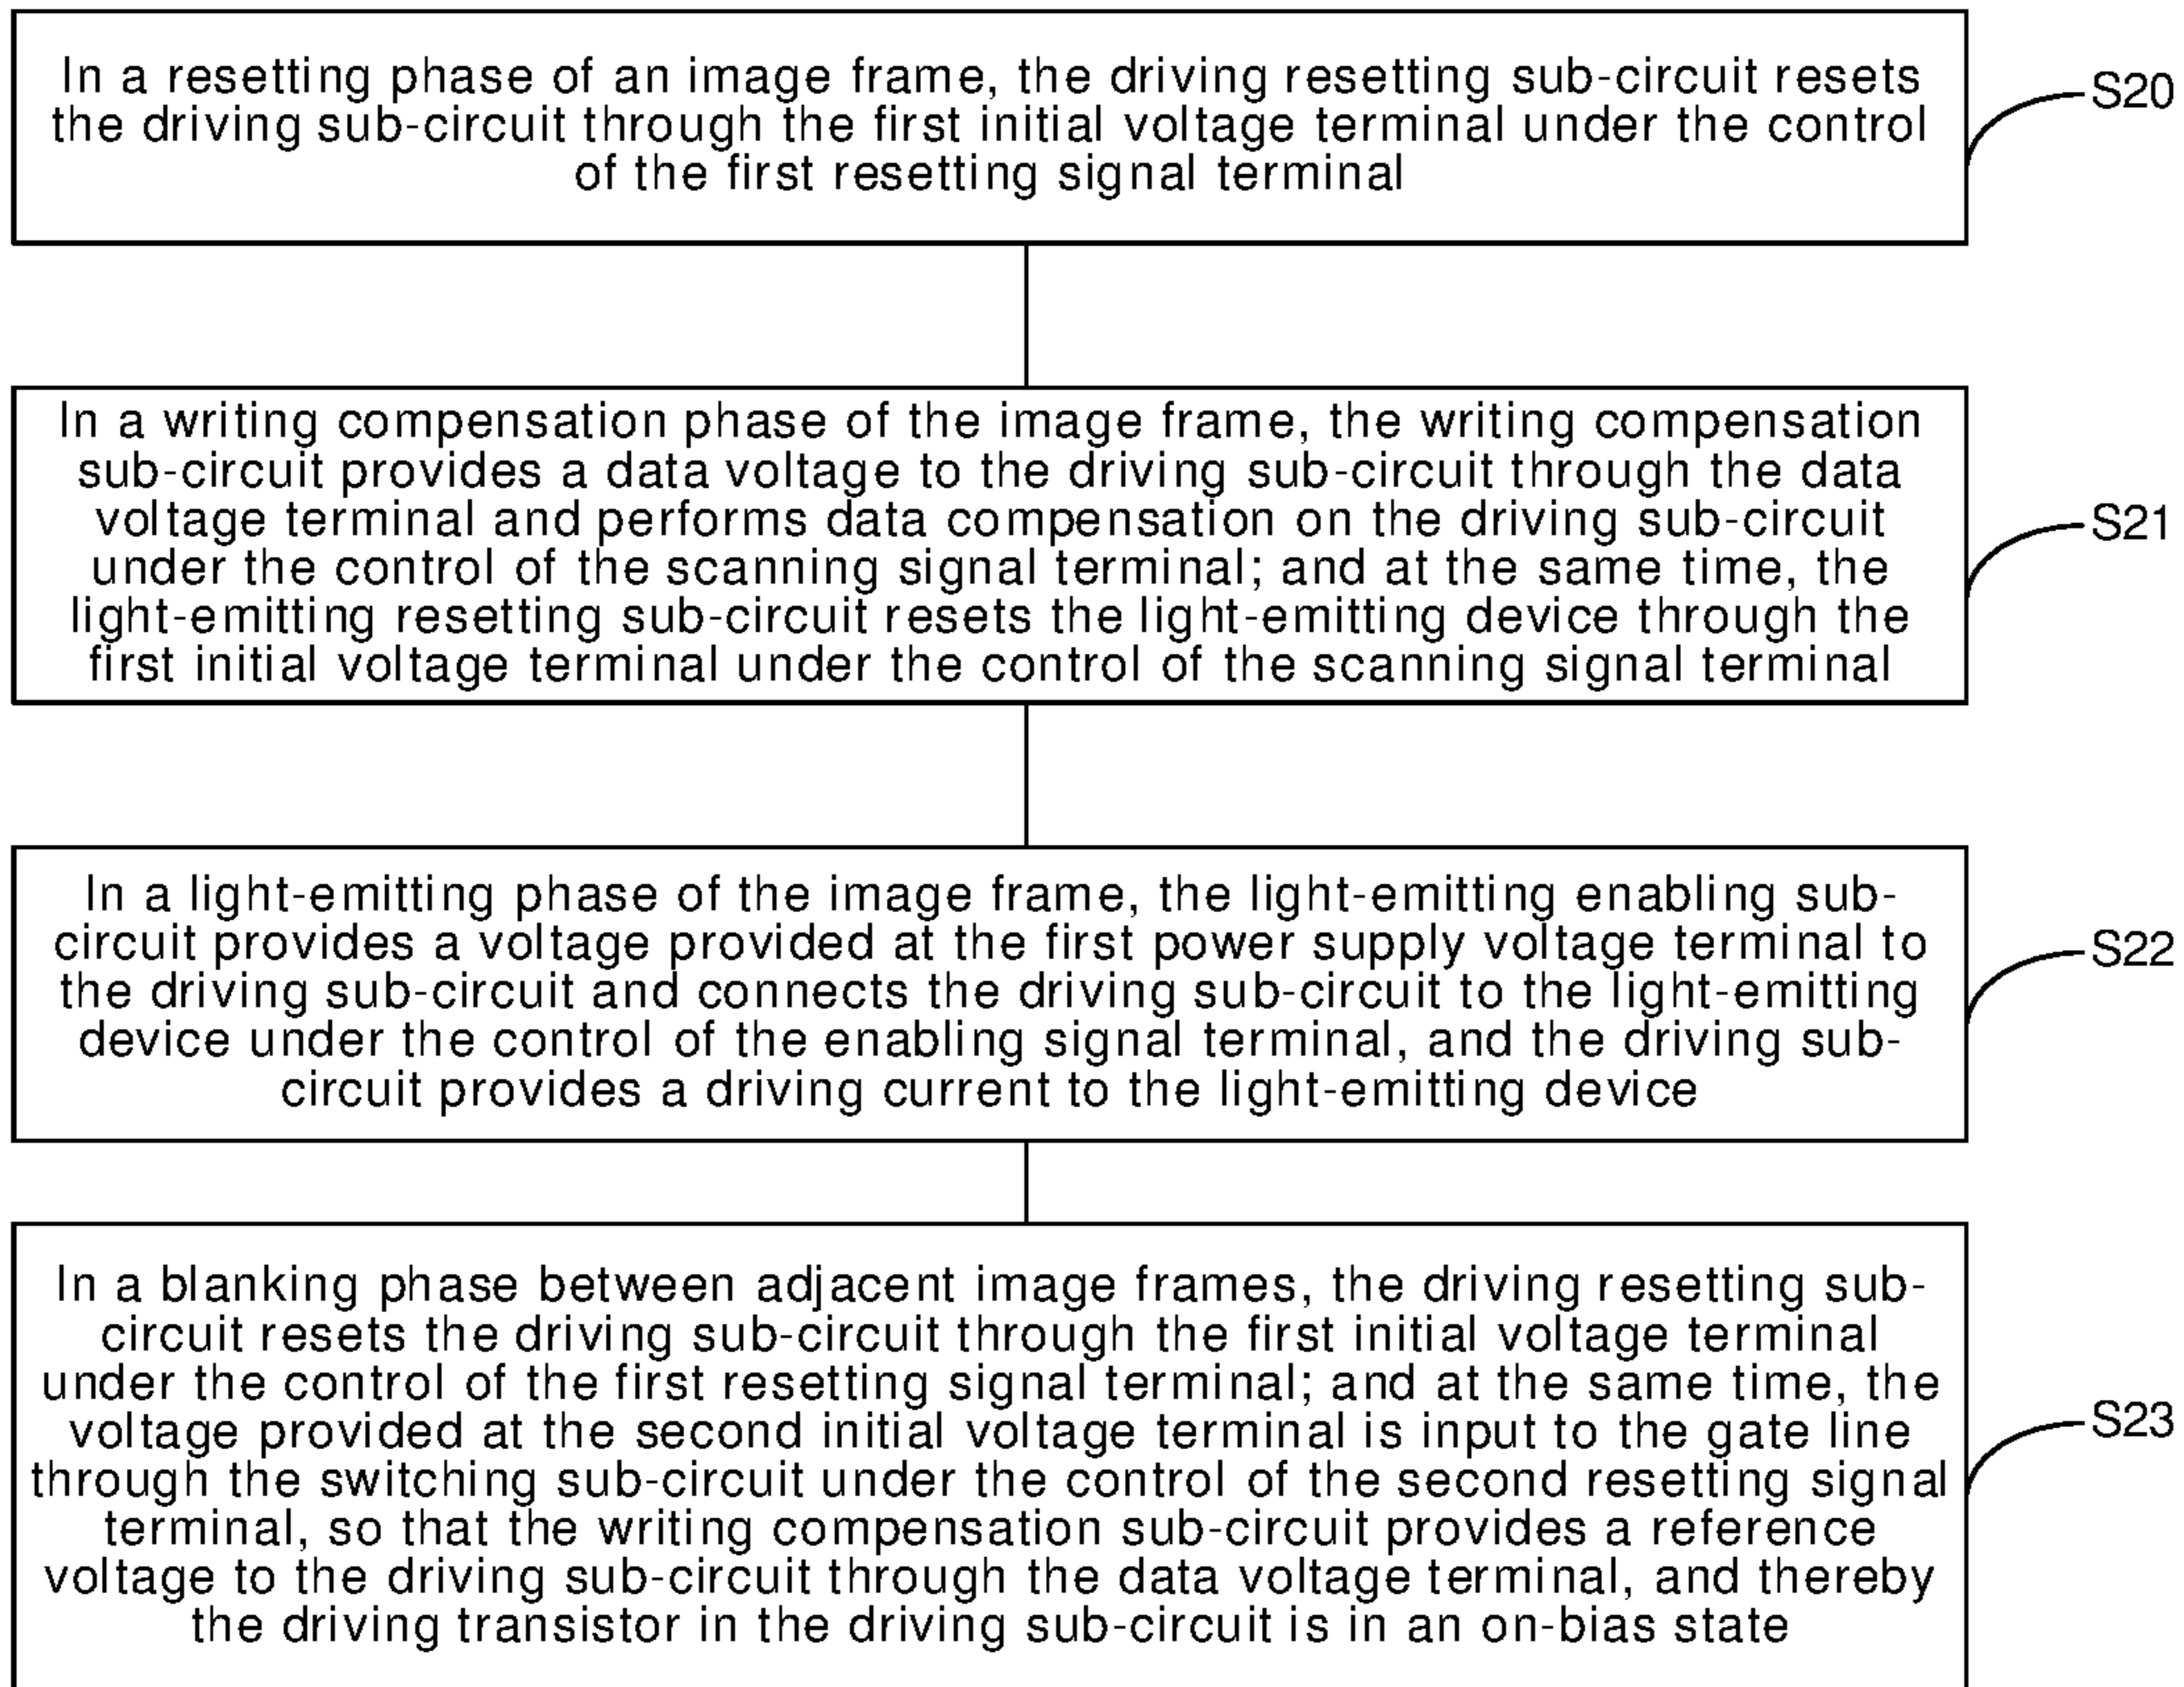 In a resetting phase of an image frame, the driving resetting sub-circuit resets
the driving sub-circuit through the first initial voltage terminal under the control
of the first resetting signal terminal
S20
In a writing compensation phase of the image frame, the writing compensation
sub-circuit provides a data voltage to the driving sub-circuit through the data
voltage terminal and performs data compensation on the driving sub-circuit
under the control of the scanning signal terminal; and at the same time, the
light-emitting resetting sub-circuit resets the light-emitting device through the
first initial voltage terminal under the control of the scanning signal terminal
S21
In a light-emitting phase of the image frame, the light-emitting enabling sub-
circuit provides a voltage provided at the first power supply voltage terminal to
the driving sub-circuit and connects the driving sub-circuit to the light-emitting
device under the control of the enabling signal terminal, and the driving sub-
circuit provides a driving current to the light-emitting device
S22
In a blanking phase between adjacent image frames, the driving resetting sub-
circuit resets the driving sub-circuit through the first initial voltage terminal
under the control of the first resetting signal terminal; and at the same time, the
voltage provided at the second initial voltage terminal is input to the gate line
through the switching sub-circuit under the control of the second resetting signal
terminal, so that the writing compensation sub-circuit provides a reference
voltage to the driving sub-circuit through the data voltage terminal, and thereby
the driving transistor in the driving sub-circuit is in an on-bias state
S23